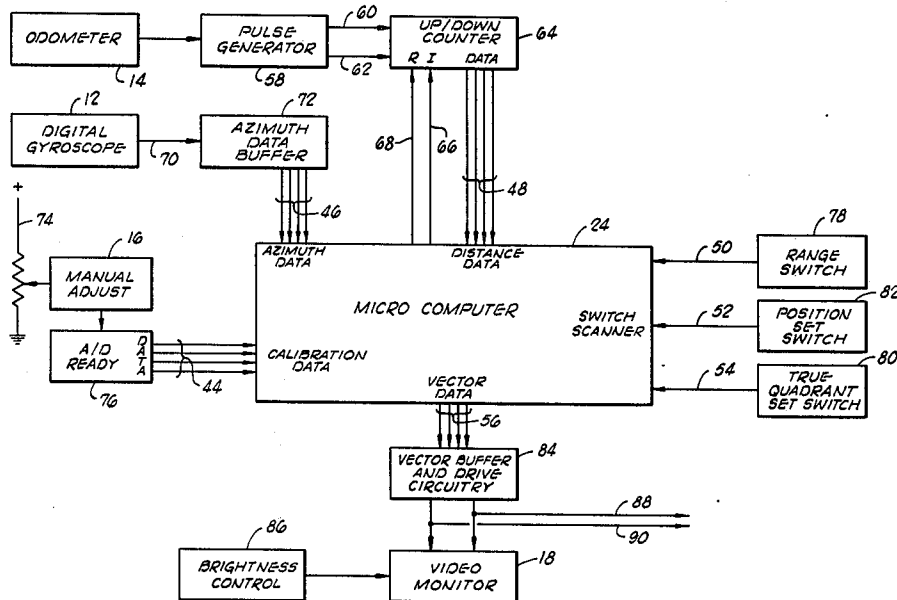 ODOMETER
14
PULSE
GENERATOR
58
60
62
UP/DOWN
COUNTER
R I DATA
64
12
DIGITAL
GYROSCOPE
70
72
AZIMUTH
DATA
BUFFER
46
68
66
48
+
74
16
MANUAL
ADJUST
A/D
READY
DATA
76
44
24
AZIMUTH
DATA
DISTANCE
DATA
MICRO COMPUTER
SWITCH
SCANNER
CALIBRATION
DATA
VECTOR
DATA
56
50
78
RANGE
SWITCH
52
82
POSITION
SET SWITCH
54
80
TRUE-
QUADRANT
SET SWITCH
VECTOR BUFFER
AND DRIVE
CIRCUITRY
84
88
90
86
BRIGHTNESS
CONTROL
VIDEO
MONITOR
18